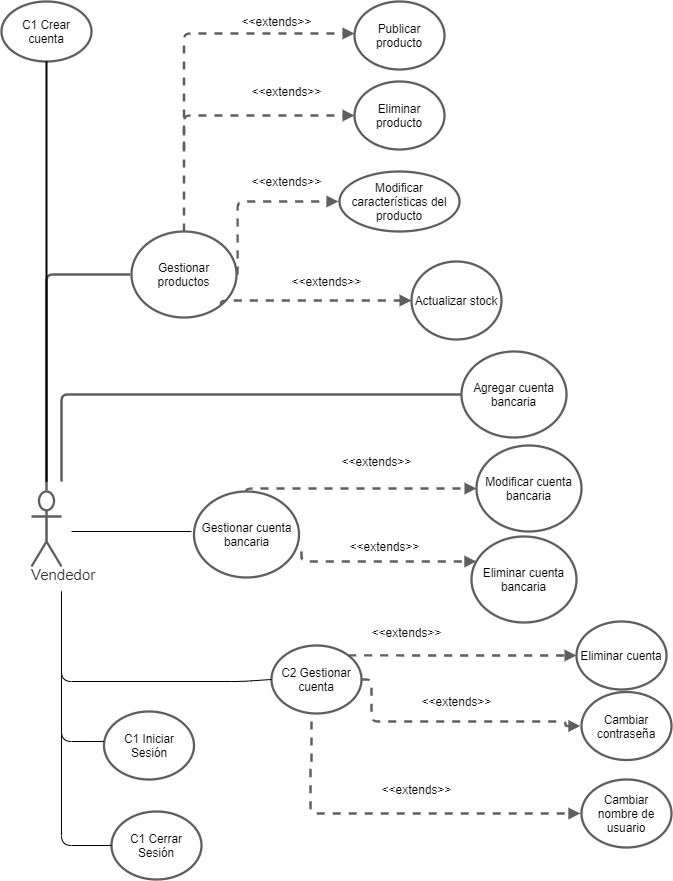 C1 Crear
cuenta
<<extends>>
Publicar
producto
<<extends>>
Eliminar
producto
<<extends>>
Modificar
características del
producto
Gestionar
productos
<<extends>>
Actualizar stock
Agregar cuenta
bancaria
<<extends>>
Modificar cuenta
bancaria
Gestionar cuenta
bancaria
<<extends>>
Eliminar cuenta
bancaria
Vendedor
<<extends>>
Eliminar cuenta
C2 Gestionar
cuenta
<<extends>>
Cambiar
contraseña
C1 Iniciar
Sesión
<<extends>>
Cambiar
nombre de
usuario
C1 Cerrar
Sesión